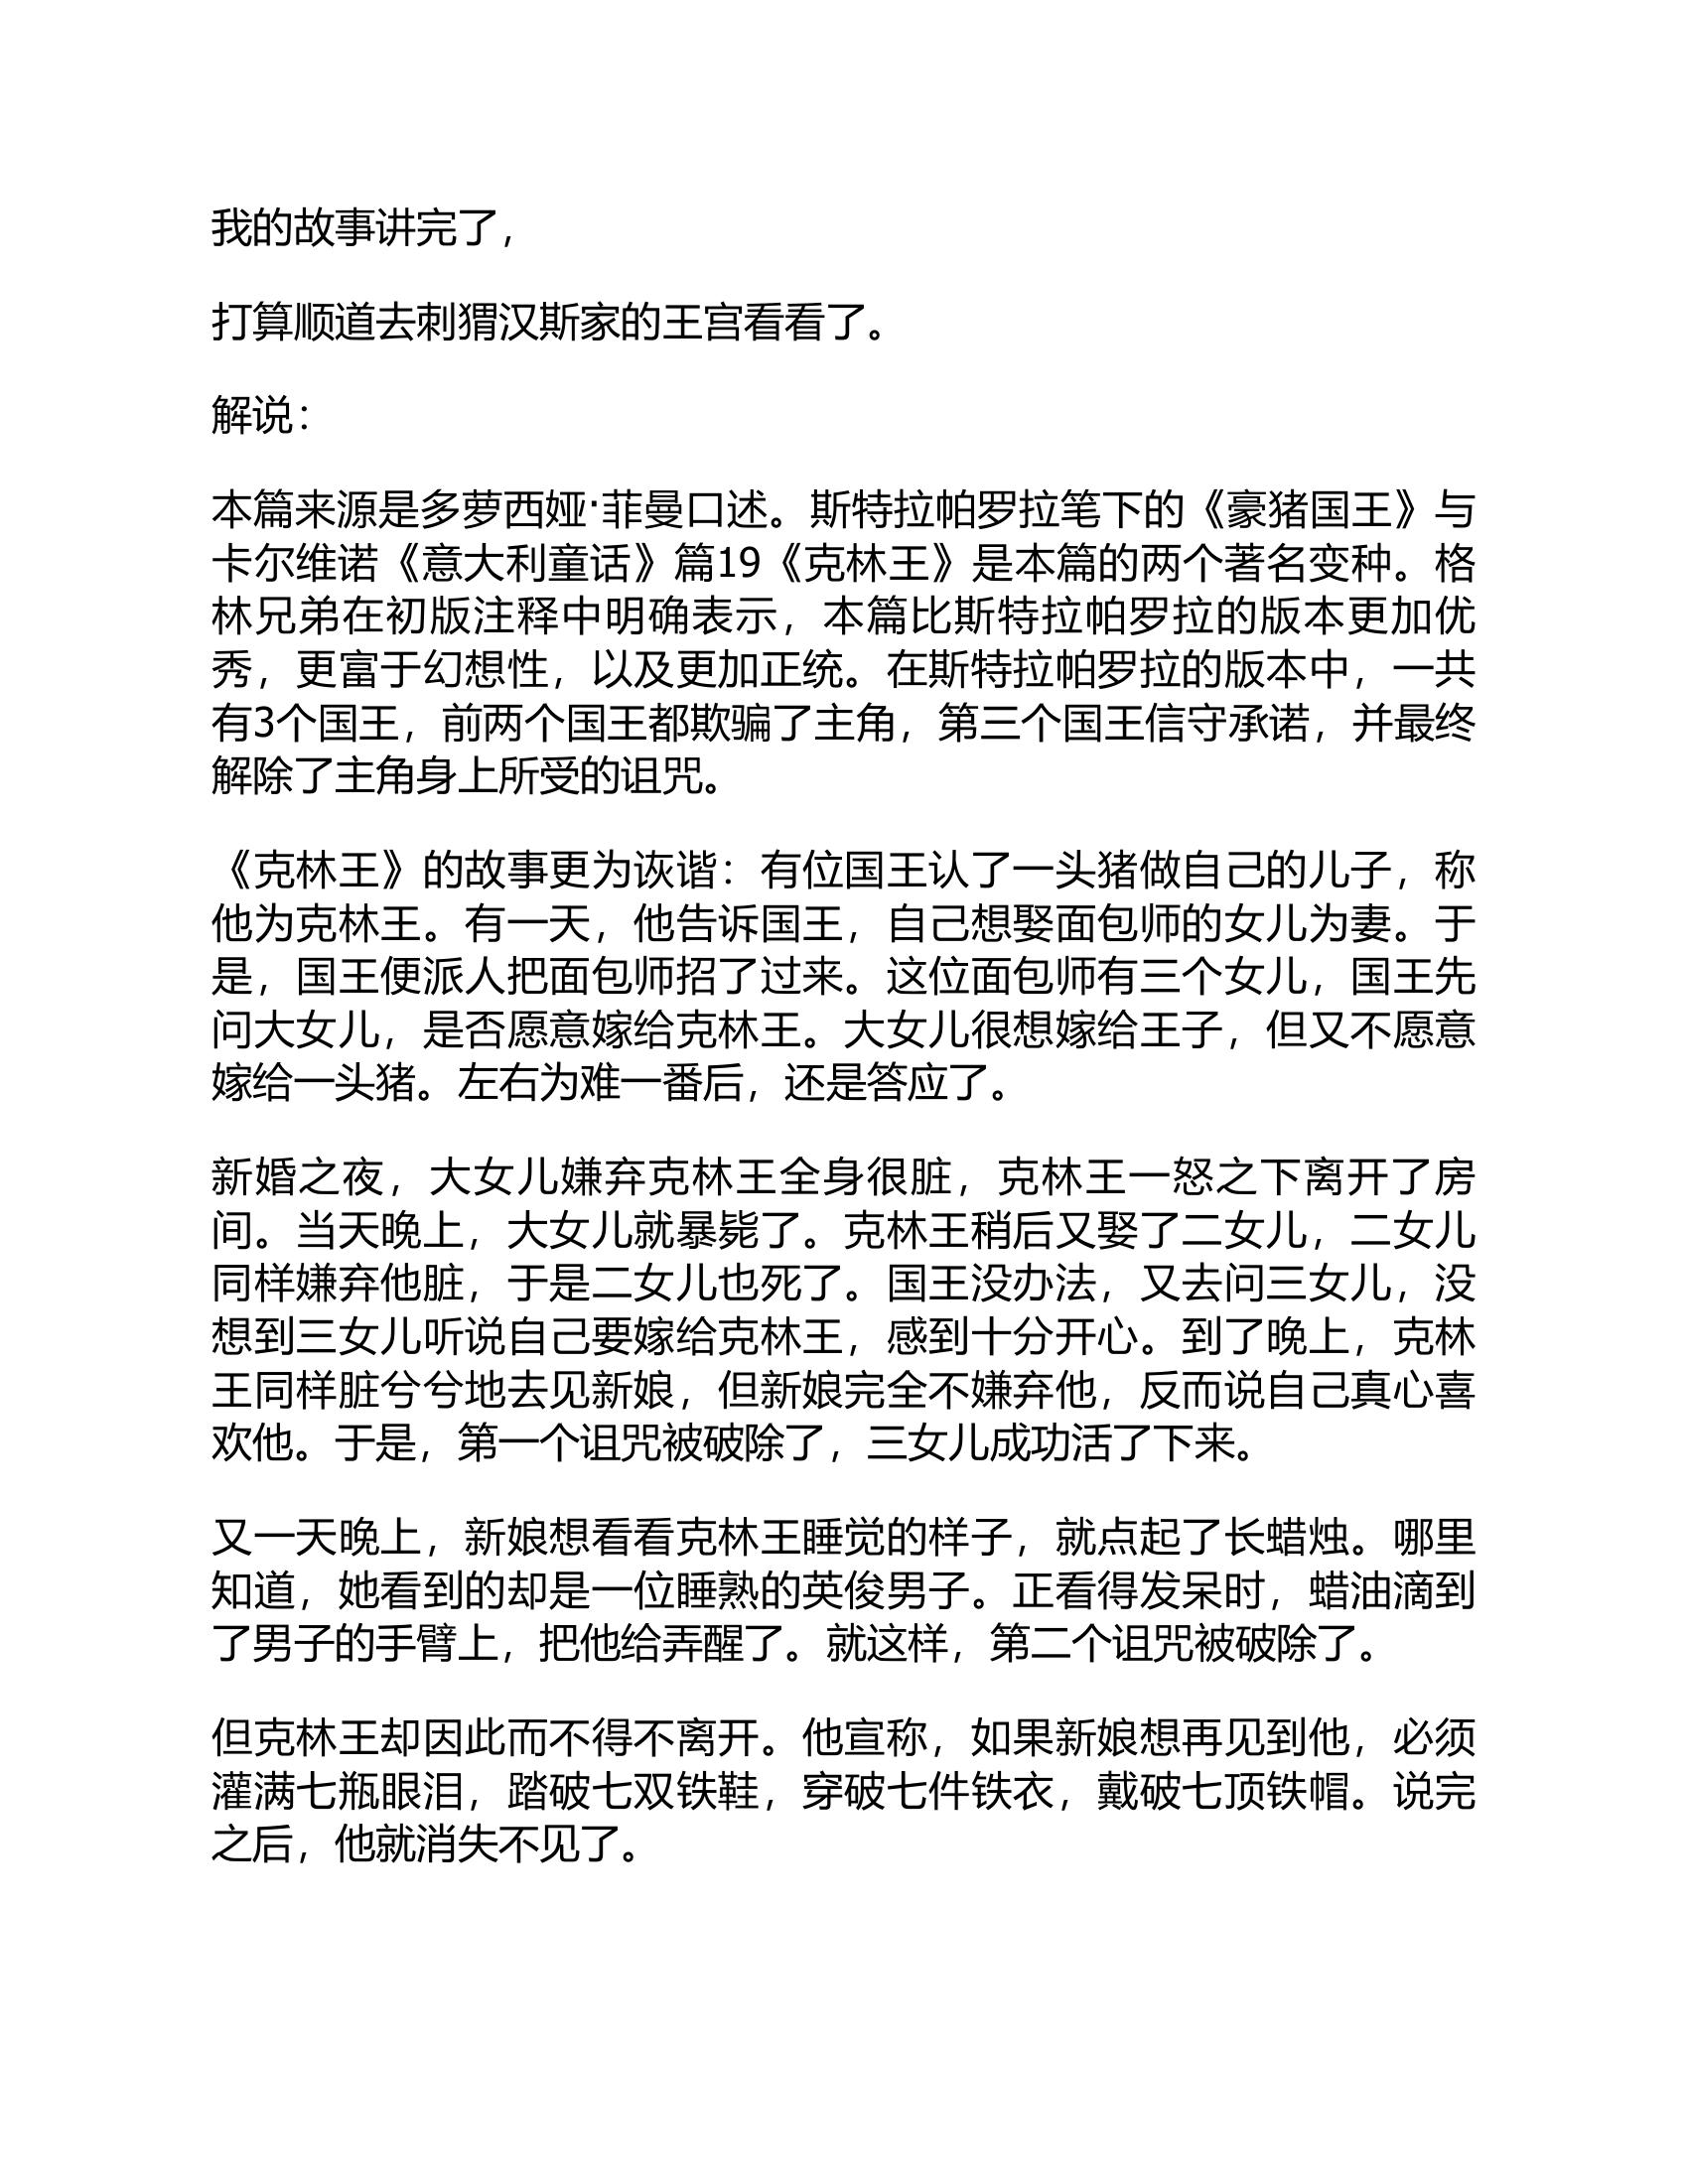 我的故事讲完了，
打算顺道去刺猬汉斯家的王宫看看了。
解说：
本篇来源是多萝西娅·菲曼口述。斯特拉帕罗拉笔下的《豪猪国王》与
卡尔维诺《意大利童话》篇19《克林王》是本篇的两个著名变种。格
林兄弟在初版注释中明确表示，本篇比斯特拉帕罗拉的版本更加优
秀，更富于幻想性，以及更加正统。在斯特拉帕罗拉的版本中，一共
有3个国王，前两个国王都欺骗了主角，第三个国王信守承诺，并最终
解除了主角身上所受的诅咒。
《克林王》的故事更为诙谐：有位国王认了一头猪做自己的儿子，称
他为克林王。有一天，他告诉国王，自己想娶面包师的女儿为妻。于
是，国王便派人把面包师招了过来。这位面包师有三个女儿，国王先
问大女儿，是否愿意嫁给克林王。大女儿很想嫁给王子，但又不愿意
嫁给一头猪。左右为难一番后，还是答应了。
新婚之夜，大女儿嫌弃克林王全身很脏，克林王一怒之下离开了房
间。当天晚上，大女儿就暴毙了。克林王稍后又娶了二女儿，二女儿
同样嫌弃他脏，于是二女儿也死了。国王没办法，又去问三女儿，没
想到三女儿听说自己要嫁给克林王，感到十分开心。到了晚上，克林
王同样脏兮兮地去见新娘，但新娘完全不嫌弃他，反而说自己真心喜
欢他。于是，第一个诅咒被破除了，三女儿成功活了下来。
又一天晚上，新娘想看看克林王睡觉的样子，就点起了长蜡烛。哪里
知道，她看到的却是一位睡熟的英俊男子。正看得发呆时，蜡油滴到
了男子的手臂上，把他给弄醒了。就这样，第二个诅咒被破除了。
但克林王却因此而不得不离开。他宣称，如果新娘想再见到他，必须
灌满七瓶眼泪，踏破七双铁鞋，穿破七件铁衣，戴破七顶铁帽。说完
之后，他就消失不见了。